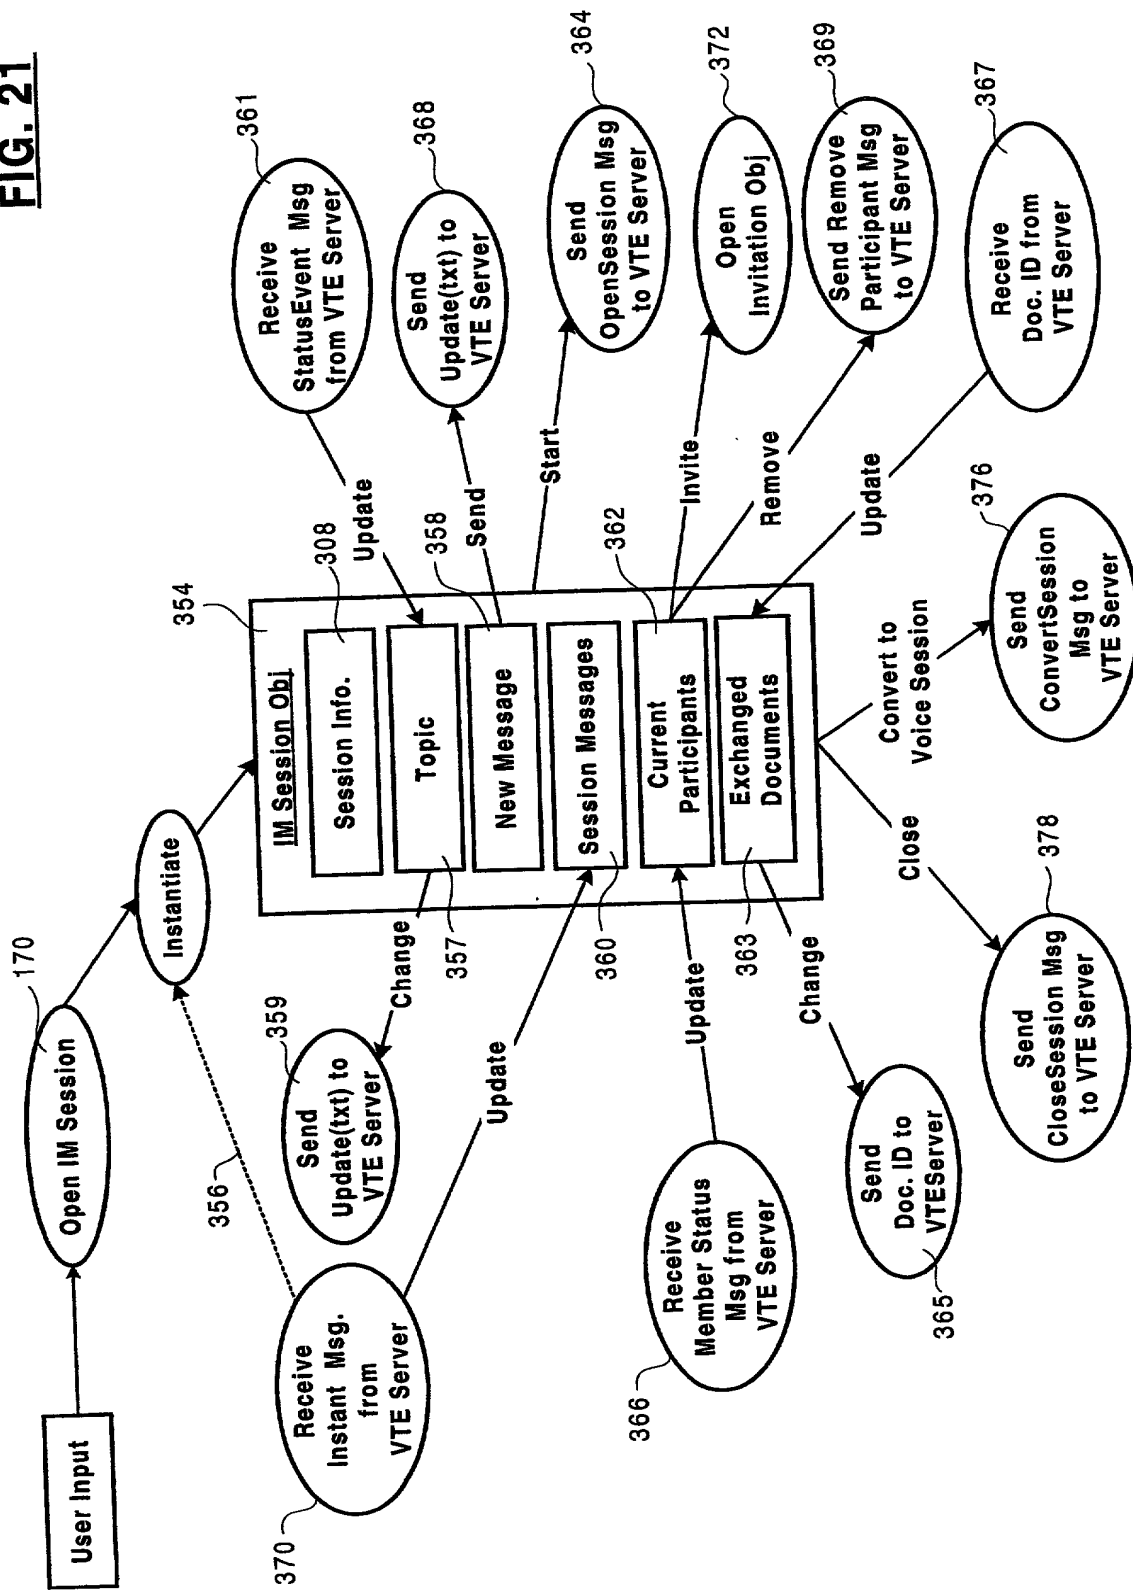 FIG. 21
User Input
170
Open IM Session
Instantiate
356
370
Receive
Instant Msg.
from
VTE Server
359
Send
Update(txt) to
VTE Server
Change
Update
354
IM Session Obj
308
Session Info.
Topic
357
358
New Message
Session Messages
360
362
Current
Participants
Exchanged
Documents
363
361
Receive
StatusEvent Msg
from VTE Server
Update
368
Send
Update(txt) to
VTE Server
Send
364
Send
OpenSession Msg
to VTE Server
Start
372
Open
Invitation Obj
Invite
369
Send Remove
Participant Msg
to VTE Server
Remove
367
Receive
Doc. ID from
VTE Server
Update
366
Receive
Member Status
Msg from
VTE Server
Update
365
Send
Doc. ID to
VTEServer
Change
378
Send
CloseSession Msg
to VTE Server
Close
376
Send
ConvertSession
Msg to
VTE Server
Convert to
Voice Session